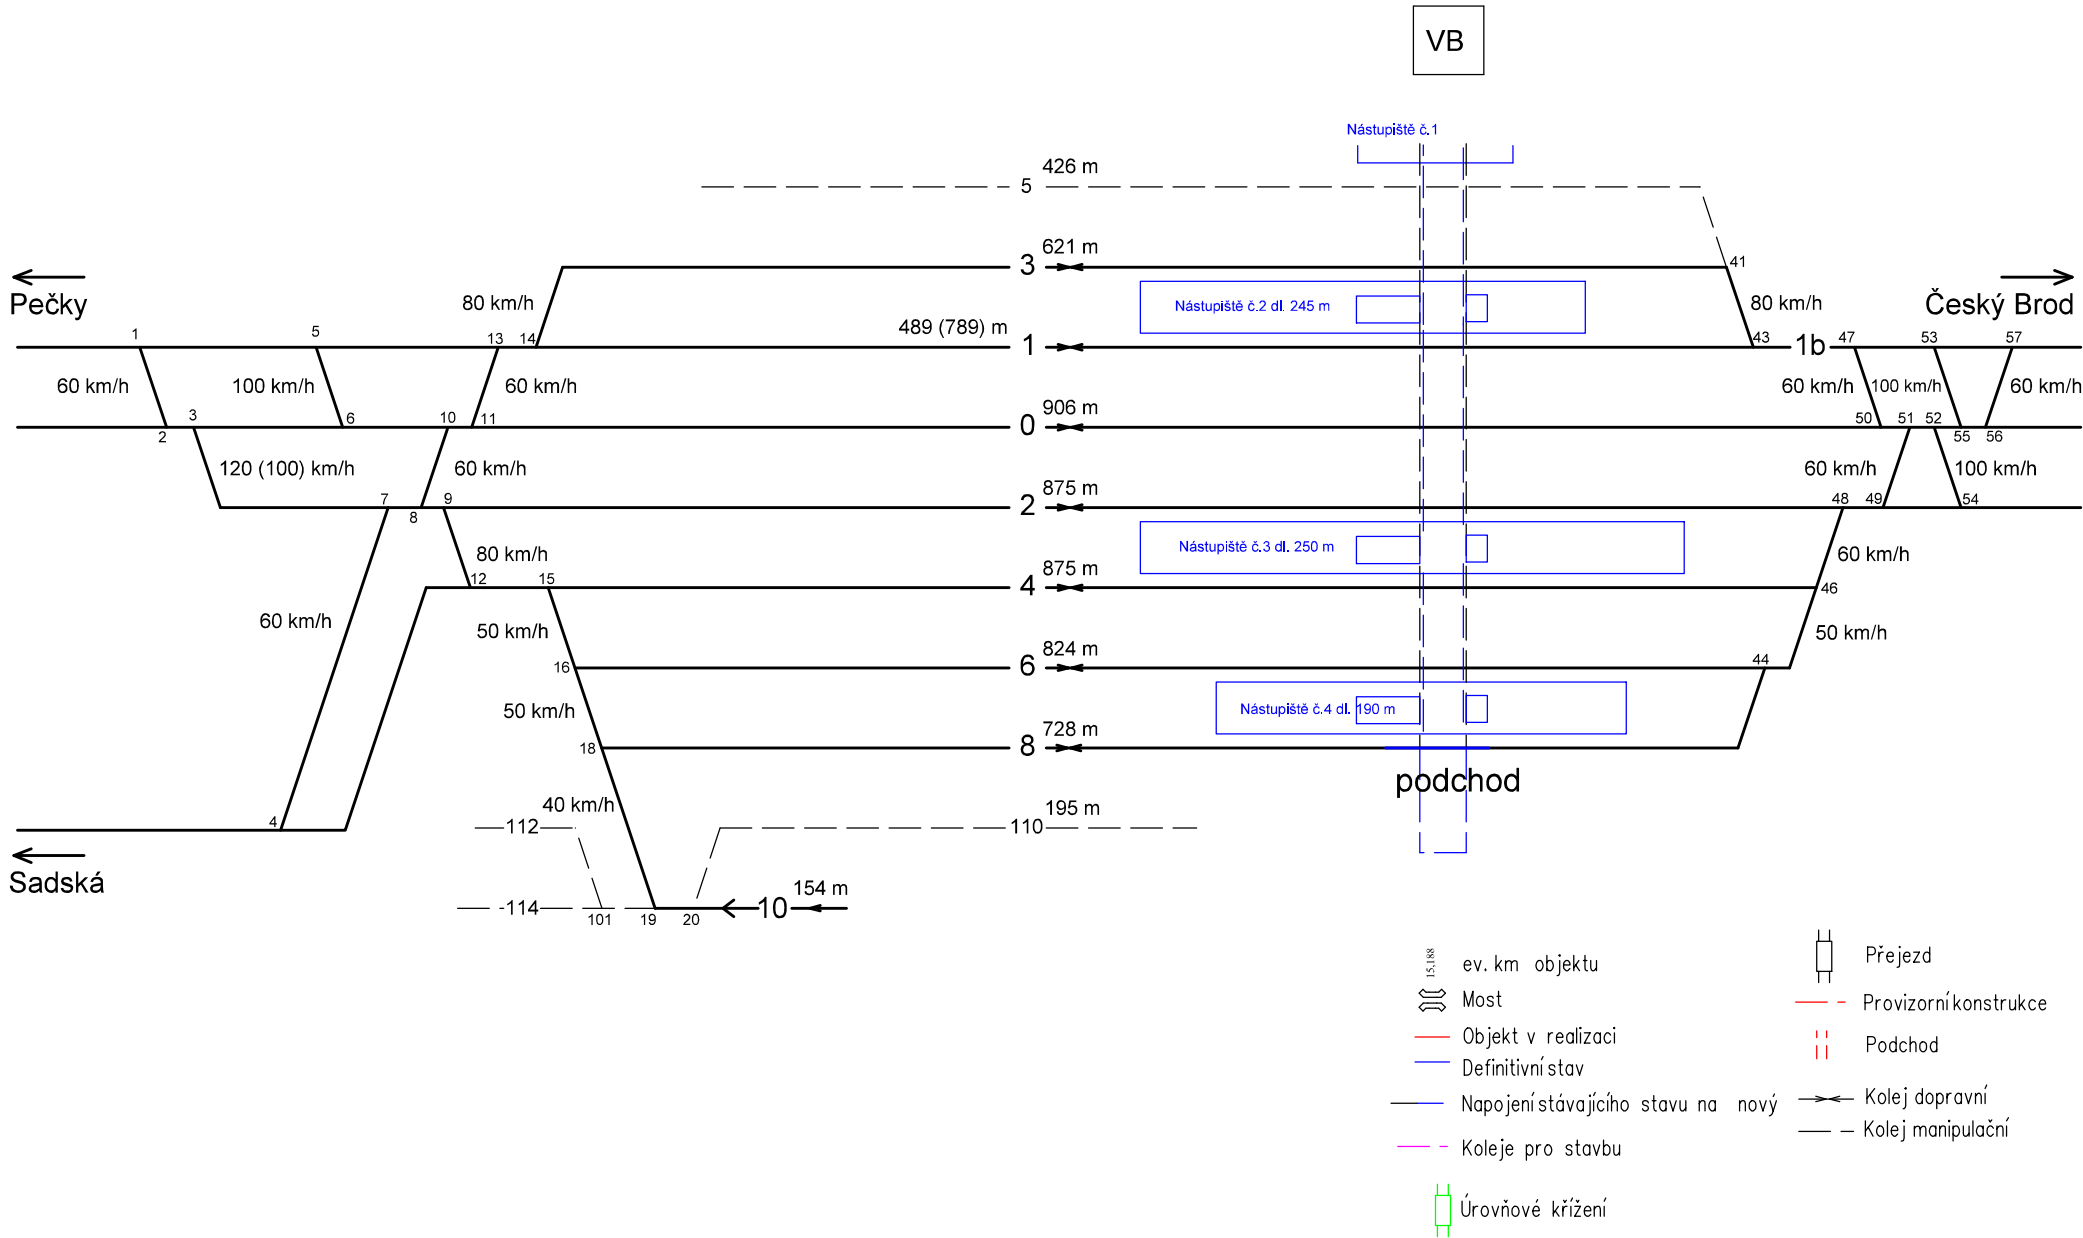 VB
Nástupiště č.1
426 m
5
621 m
3
41
Pečky
80 km/h
Nástupiště č.2 dl. 245 m
80 km/h
Český Brod
489 (789) m
1
5
13
14
1
43
1b
47
53
57
60 km/h
100 km/h
60 km/h
60 km/h
100 km/h
60 km/h
906 m
3
2
6
10
11
0
50
51
52
55
56
120 (100) km/h
60 km/h
60 km/h
100 km/h
875 m
7
8
9
2
48
49
54
80 km/h
Nástupiště č.3 dl. 250 m
60 km/h
875 m
12
15
4
46
60 km/h
50 km/h
50 km/h
824 m
16
6
44
50 km/h
Nástupiště č.4 dl. 190 m
728 m
18
8
podchod
40 km/h
195 m
4
112
110
Sadská
154 m
-114
101
19
20
10
15,188
ev. km objektu
Přejezd
Most
Provizorní konstrukce
Objekt v realizaci
Podchod
Definitivní stav
Napojení stávajícího stavu na nový
Kolej dopravní
Kolej manipulační
Koleje pro stavbu
Úrovňové křížení